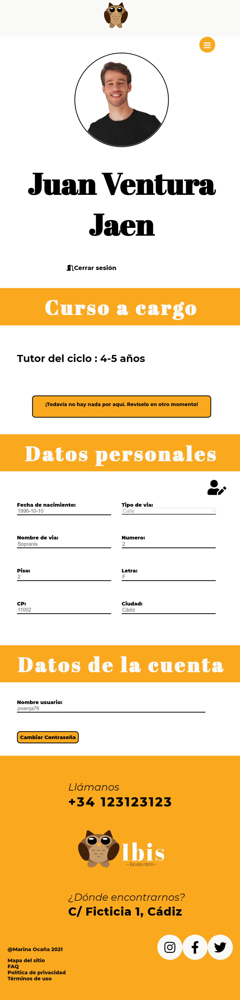 Juan Ventura
Jaen
Cerrar sesión
Curso a cargo
Tutor del ciclo : 4-5 años
¡Todavía no hay nada por aquí. Revíselo en otro momento!
Datos personales
Fecha de nacimiento:
1996-10-10
Tipo de via:
Calle
Nombre de via:
Sopranis
Numero:
2
Piso:
2
Letra:
F
CP:
11002
Ciudad:
Cádiz
Datos de la cuenta
Nombre usuario:
jovenja76
Cambiar Contraseña
Llámanos
+34 123123123
Ibis
— Escuela infantil —
¿Dónde encontrarnos?
C/ Ficticia 1, Cádiz
@Marina Ocaña 2021
Mapa del sitio
FAQ
Política de privacidad
Términos de uso